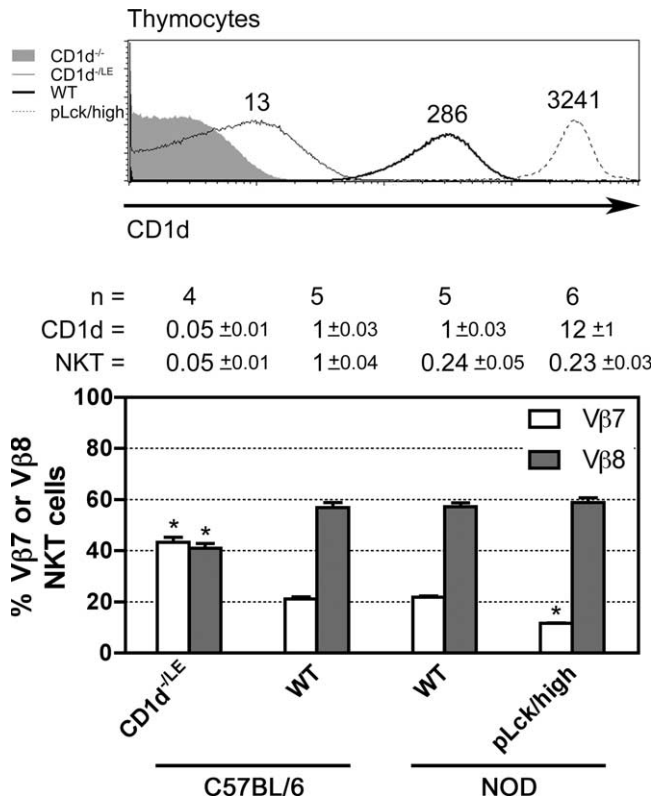 Thymocytes
CD1d-/-
CD1d-/LE
WT
pLck/high
13
286
3241
CD1d
n = 4 5 5 6
CD1d = 0.05 ±0.01 1 ±0.03 1 ±0.03 12 ±1
NKT = 0.05 ±0.01 1 ±0.04 0.24 ±0.05 0.23 ±0.03
% Vβ7 or Vβ8
NKT cells
100
80
60
40
20
0
Vβ7
Vβ8
* *
*
CD1d-/LE
WT
WT
pLck/high
C57BL/6
NOD